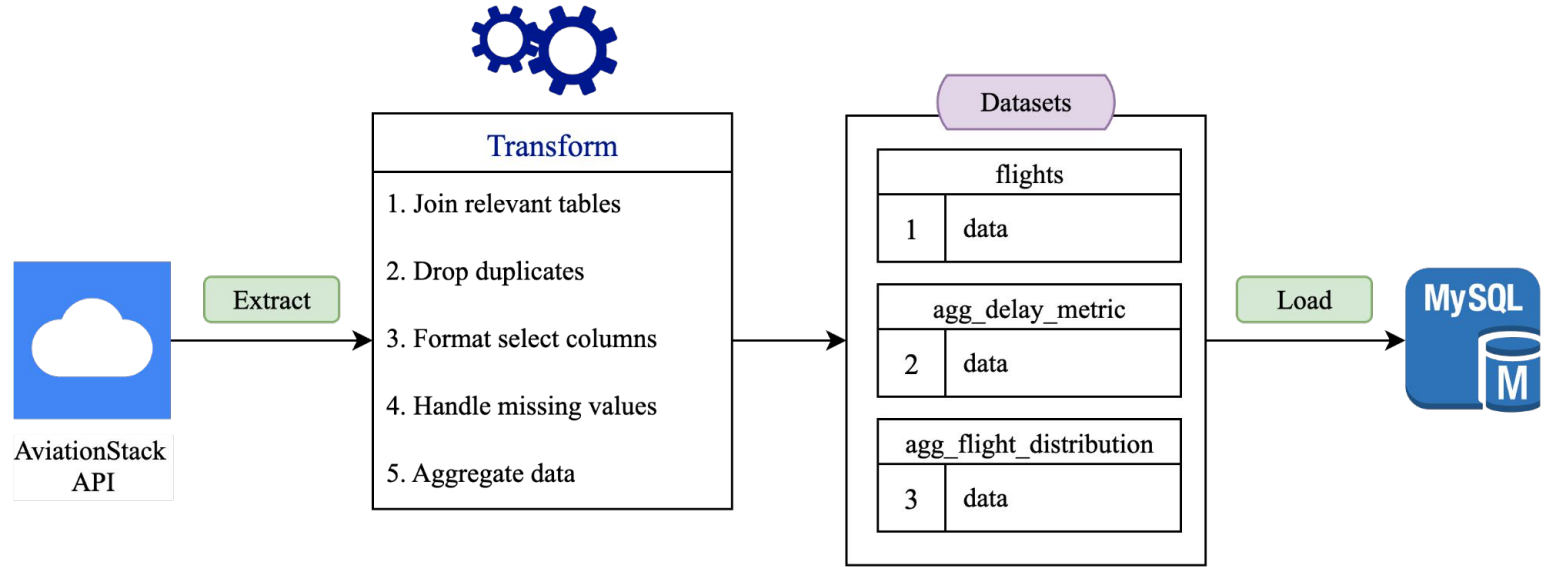 AviationStack
API
Extract
Transform
1. Join relevant tables
2. Drop duplicates
3. Format select columns
4. Handle missing values
5. Aggregate data
Datasets
flights
1 data
agg_delay_metric
2 data
agg_flight_distribution
3 data
Load
MySQL
M